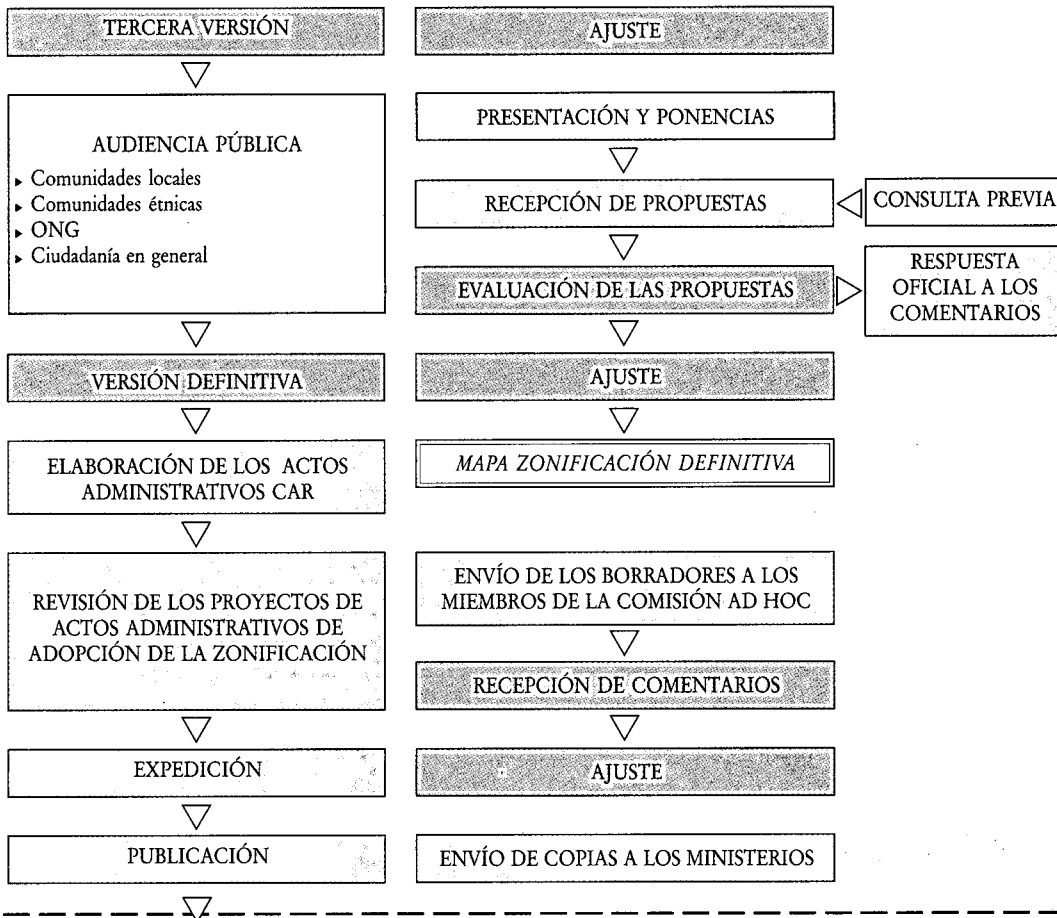 TERCERA VERSIÓN
AJUSTE
AUDIENCIA PÚBLICA
▸ Comunidades locales
▸ Comunidades étnicas
▸ ONG
▸ Ciudadanía en general
PRESENTACIÓN Y PONENCIAS
RECEPCIÓN DE PROPUESTAS
CONSULTA PREVIA
EVALUACIÓN DE LAS PROPUESTAS
RESPUESTA
OFICIAL A LOS
COMENTARIOS
VERSIÓN DEFINITIVA
AJUSTE
ELABORACIÓN DE LOS ACTOS
ADMINISTRATIVOS CAR
MAPA ZONIFICACIÓN DEFINITIVA
REVISIÓN DE LOS PROYECTOS DE
ACTOS ADMINISTRATIVOS DE
ADOPCIÓN DE LA ZONIFICACIÓN
ENVÍO DE LOS BORRADORES A LOS
MIEMBROS DE LA COMISIÓN AD HOC
RECEPCIÓN DE COMENTARIOS
EXPEDICIÓN
AJUSTE
PUBLICACIÓN
ENVÍO DE COPIAS A LOS MINISTERIOS